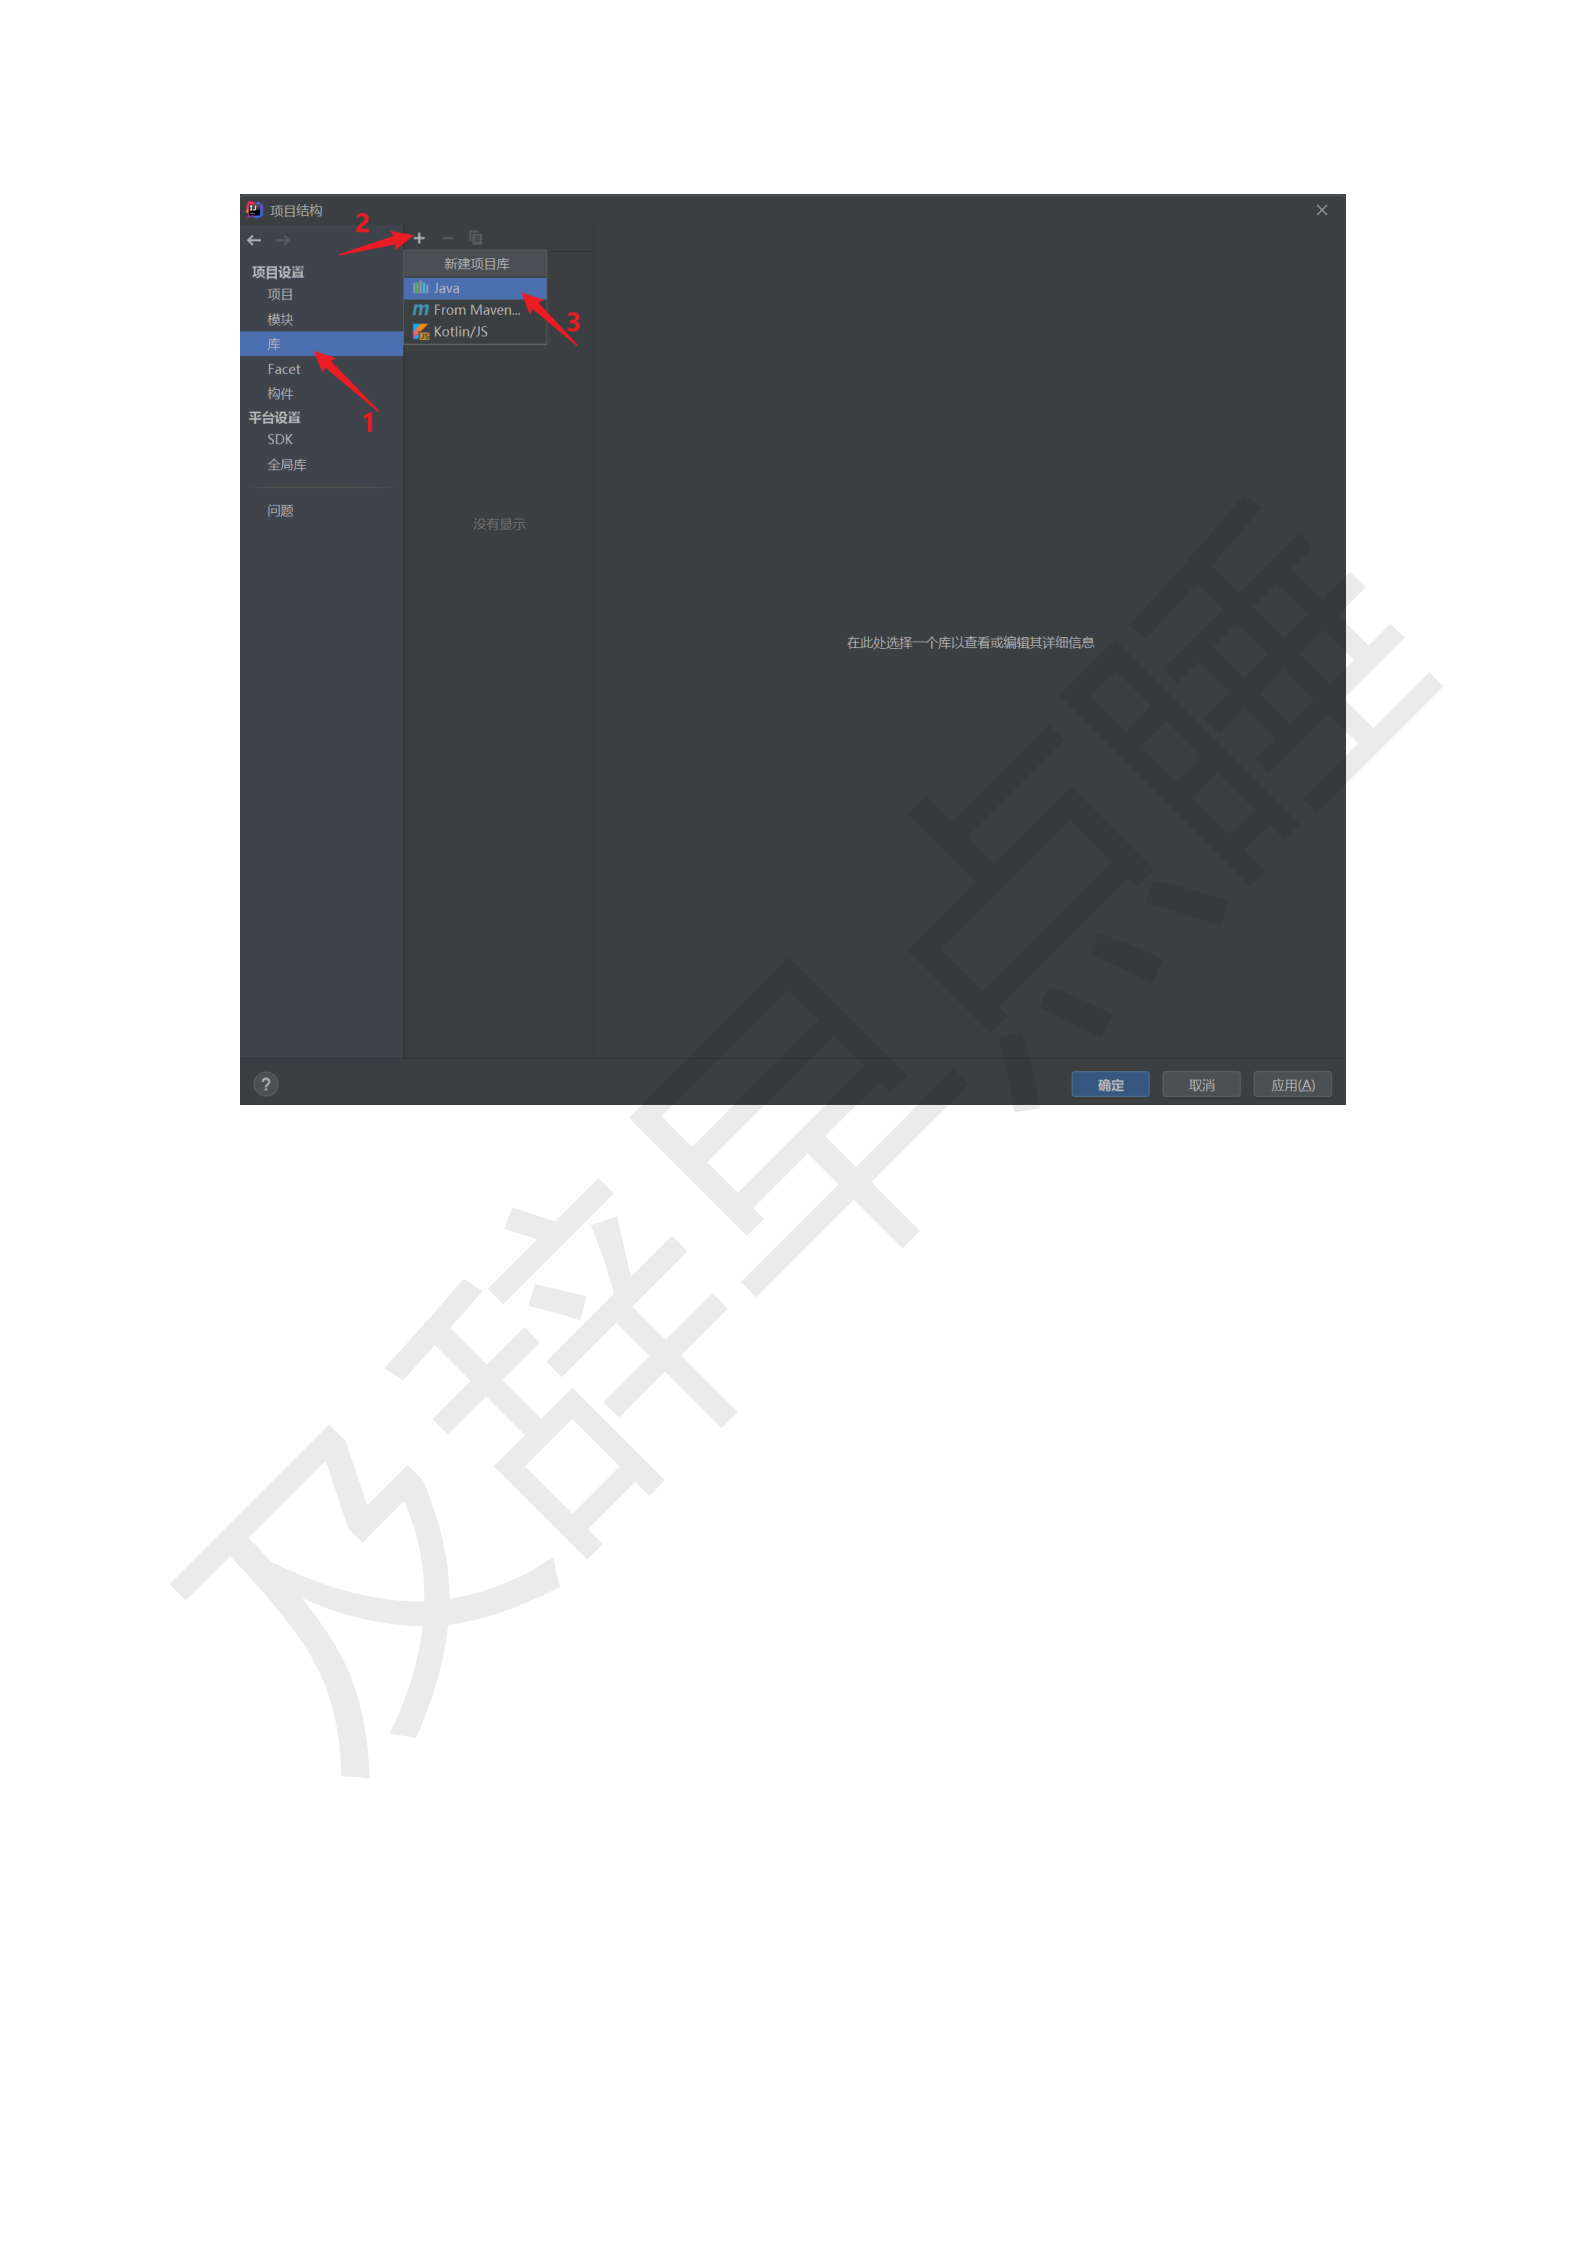 项目结构
2
项目设置
新建项目库
项目
Java
模块
From Maven...
3
库
Kotlin/JS
Facet
构件
1
平台设置
SDK
全局库
问题
没有显示
在此处选择一个库以查看或编辑其详细信息
?
确定
取消
应用(A)
及辞早点睡